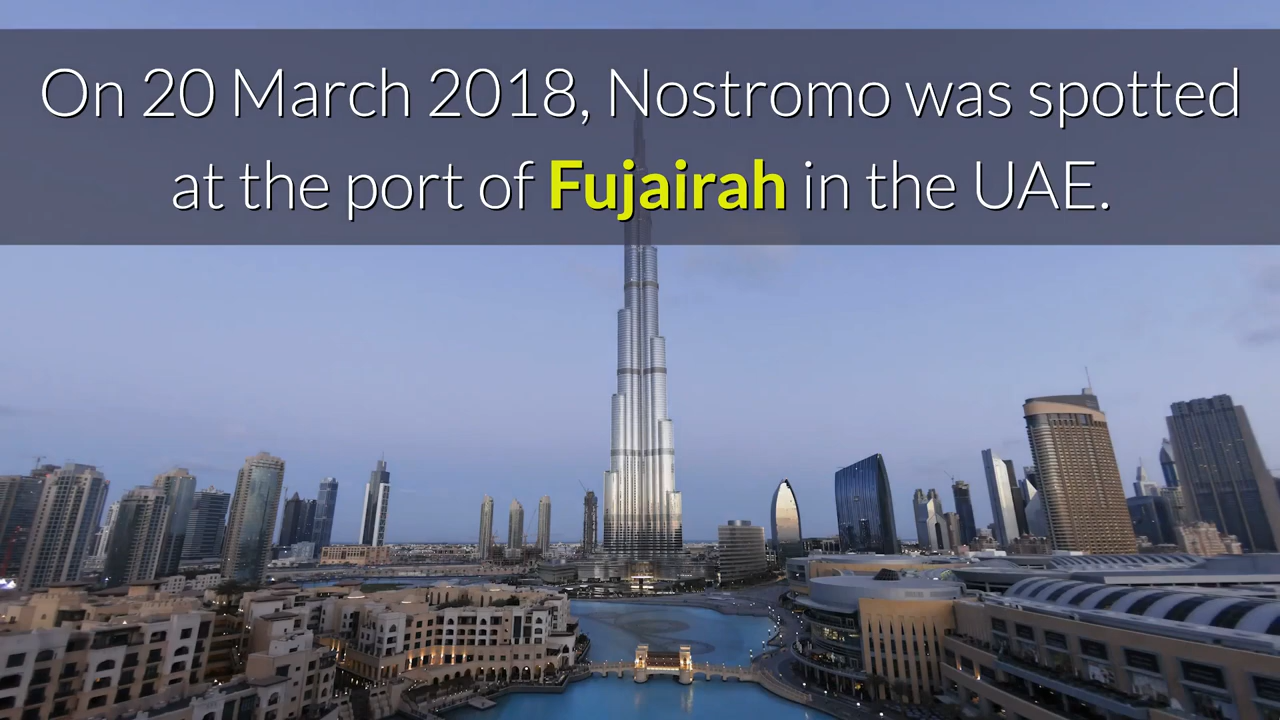 On 20 March 2018, Nostromo was spotted
at the port of Fujairah in the UAE.